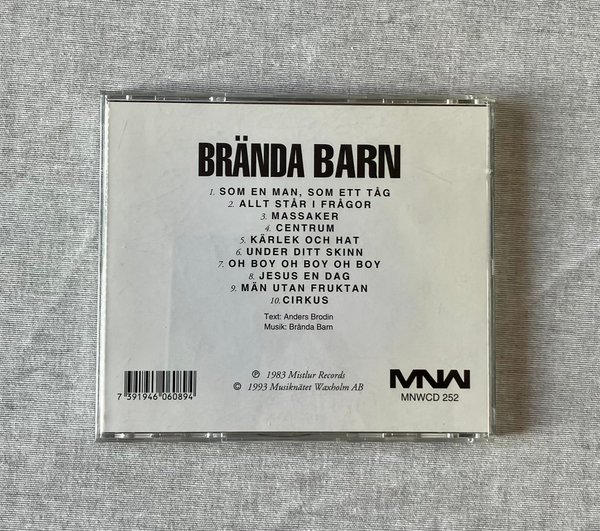 BRÄNDA BARN
1. SOM EN MAN, SOM ETT TÅG
2. ALLT STÅR I FRÅGOR
3. MASSAKER
4. CENTRUM
5. KÄRLEK OCH HAT
6. UNDER DITT SKINN
7. OH BOY OH BOY OH BOY
8. JESUS EN DAG
9. MÄN UTAN FRUKTAN
10. CIRKUS
Text: Anders Brodin
Musik: Brända Barn
℗ 1983 Mistlur Records
© 1993 Musiknätet Waxholm AB
7 391946 060894
MNW
MNWCD 252